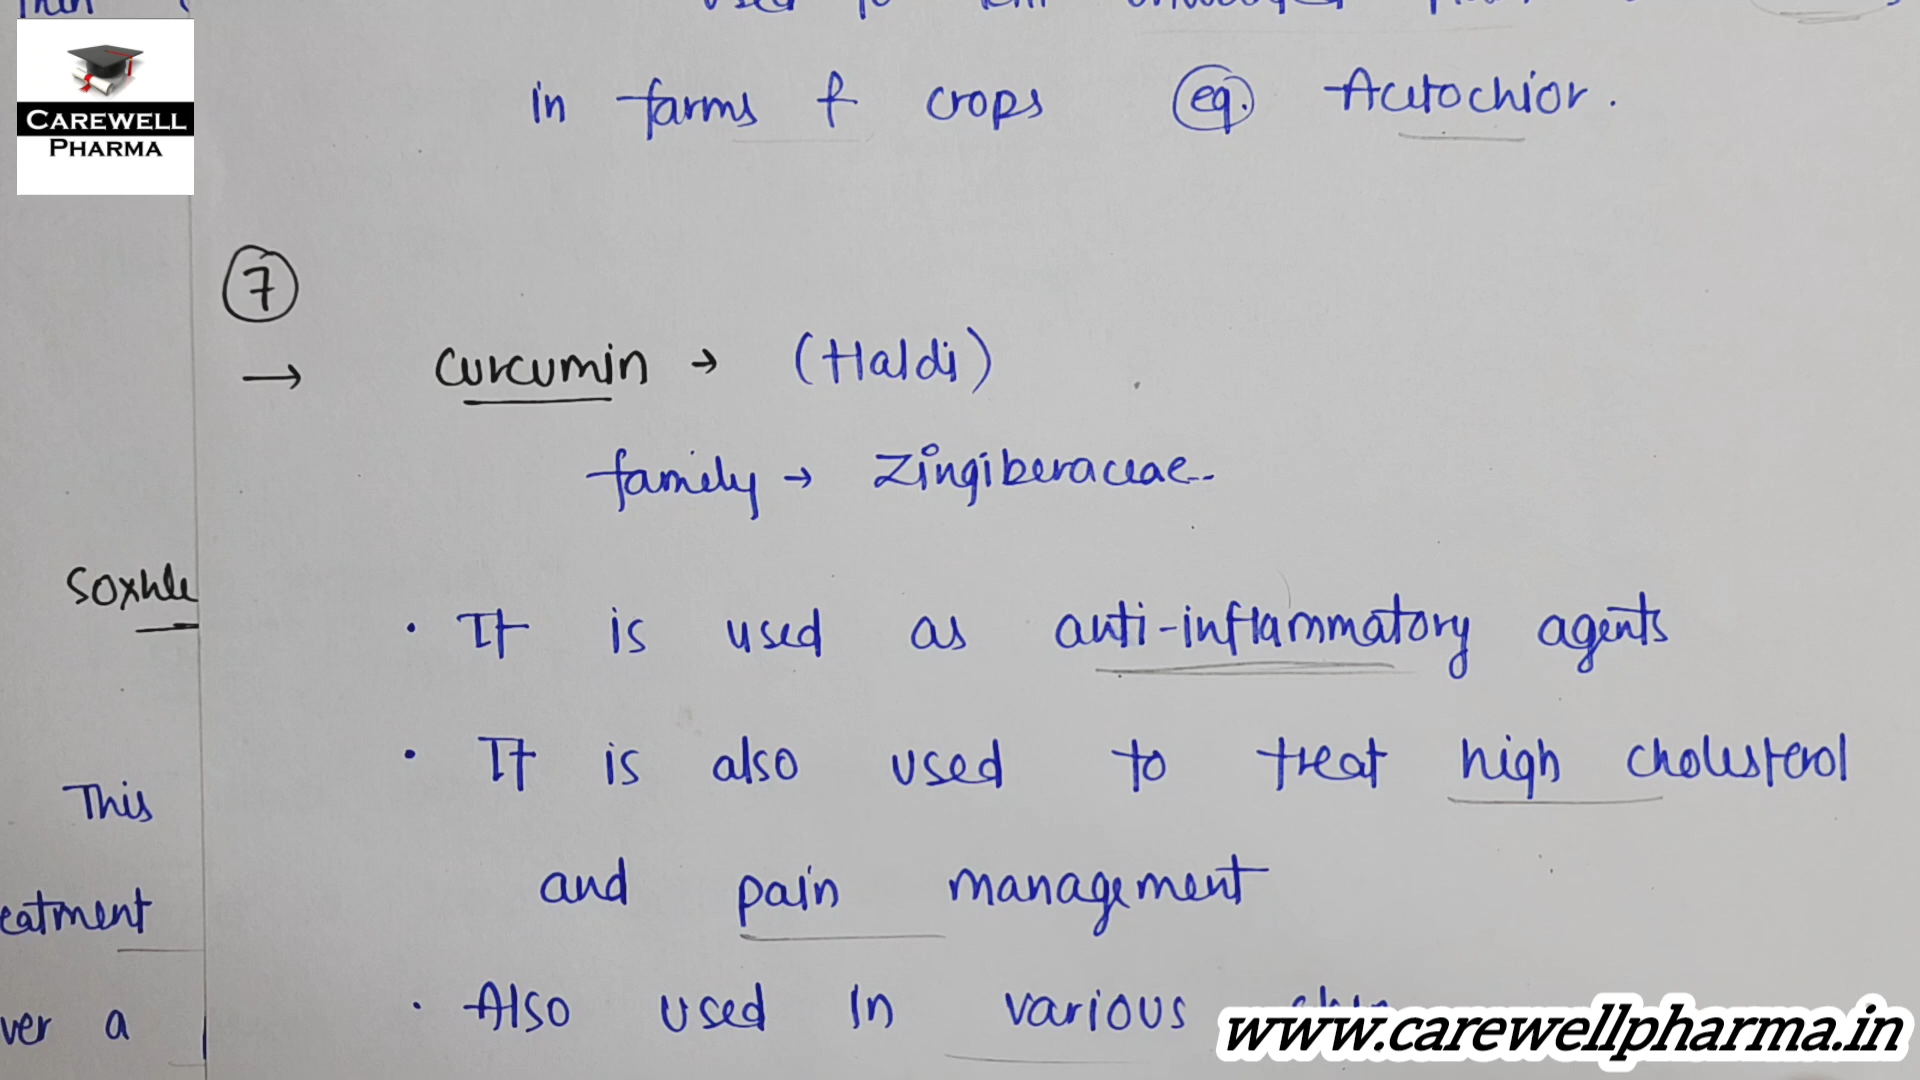 CAREWELL
PHARMA
in farms & crops eg. Acetochlor.
7
→ Curcumin → (Haldi)
family → Zingiberaceae..
Soxhle
• It is used as anti-inflammatory agents
• It is also used to treat high cholesterol
This
and pain management
eatment
• Also used in various skin
ver a
www.carewellpharma.in